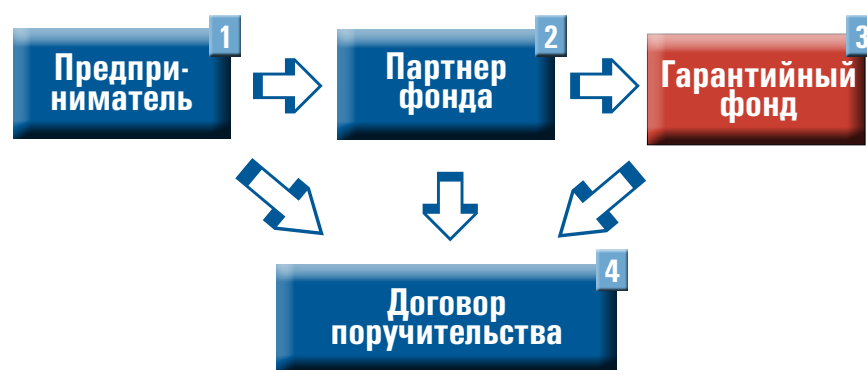 1
Предпри-
ниматель
2
Партнер
фонда
3
Гарантийный
фонд
4
Договор
поручительства